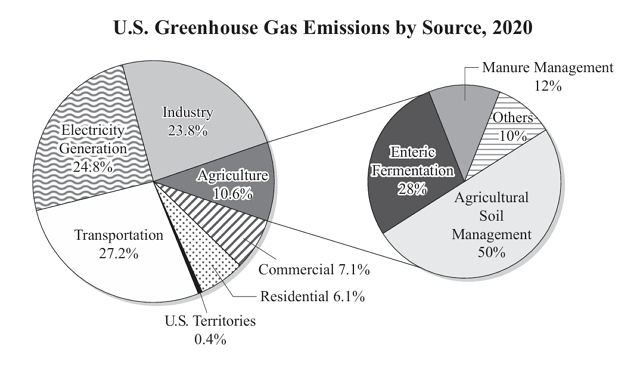 U.S. Greenhouse Gas Emissions by Source, 2020
Industry
23.8%
Electricity
Generation
24.8%
Agriculture
10.6%
Transportation
27.2%
Commercial 7.1%
Residential 6.1%
U.S. Territories
0.4%
Manure Management
12%
Others
10%
Enteric
Fermentation
28%
Agricultural
Soil
Management
50%